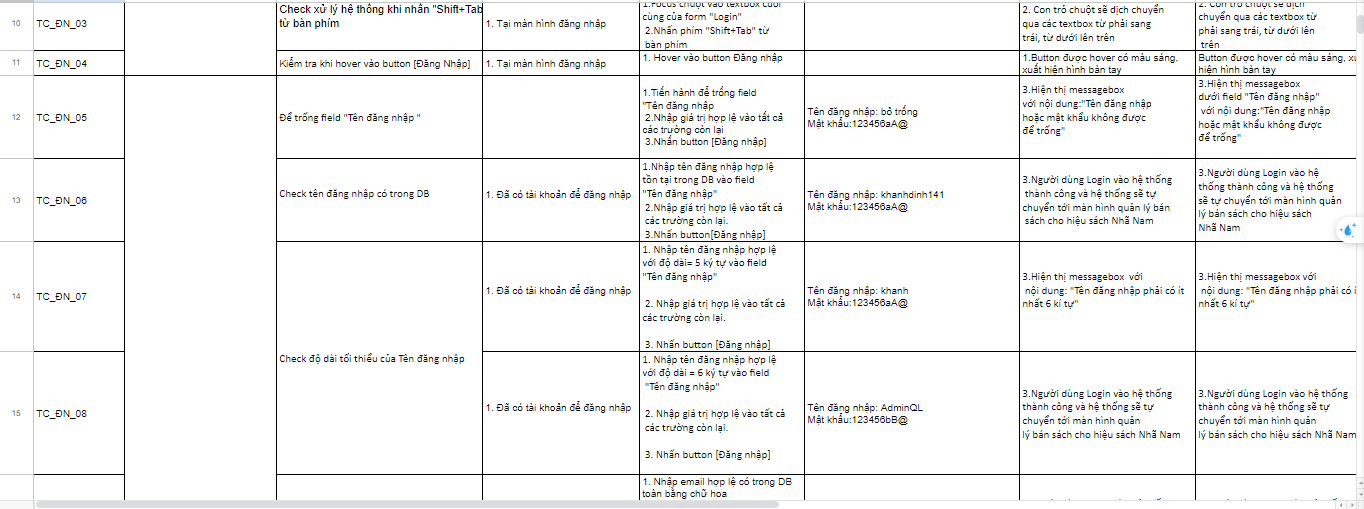 10
TC_ĐN_03
Check xử lý hệ thống khi nhấn "Shift+Tab
từ bàn phím
1. Tại màn hình đăng nhập
1.Focus chuột vào textbox cuối
cùng của form "Login"
2.Nhấn phím "Shift+Tab" từ
bàn phím
2. Con trỏ chuột sẽ dịch chuyển
qua các textbox từ phải sang
trái, từ dưới lên trên
2. Con trỏ chuột sẽ dịch
chuyển qua các textbox từ
phải sang trái, từ dưới lên
trên
11
TC_ĐN_04
Kiểm tra khi hover vào button [Đăng Nhập]
1. Tại màn hình đăng nhập
1. Hover vào button Đăng nhập
1.Button được hover có màu sáng,
xuất hiện hình bàn tay
Button được hover có màu sáng,
hiện hình bàn tay
12
TC_ĐN_05
Để trống field "Tên đăng nhập "
1.Tiến hành để trống field
"Tên đăng nhập
2.Nhập giá trị hợp lệ vào tất cả
các trường còn lại
3.Nhấn button [Đăng nhập]
Tên đăng nhập: bỏ trống
Mật khẩu:123456aA@
3.Hiện thị messagebox
với nội dung:"Tên đăng nhập
hoặc mật khẩu không được
để trống"
3.Hiện thị messagebox
dưới field "Tên đăng nhập"
với nội dung:"Tên đăng nhập
hoặc mật khẩu không được
để trống"
13
TC_ĐN_06
Check tên đăng nhập có trong DB
1. Đã có tài khoản để đăng nhập
1.Nhập tên đăng nhập hợp lệ
tồn tại trong DB vào field
"Tên đăng nhập"
2.Nhập giá trị hợp lệ vào tất cả
các trường còn lại.
3.Nhấn button[Đăng nhập]
Tên đăng nhập: khanhdinh141
Mật khẩu:123456aA@
3.Người dùng Login vào hệ thống
thành công và hệ thống sẽ tự
chuyển tới màn hình quản lý bán
sách cho hiệu sách Nhã Nam
3.Người dùng Login vào hệ
thống thành công và hệ thống
sẽ tự chuyển tới màn hình quản
lý bán sách cho hiệu sách
Nhã Nam
14
TC_ĐN_07
Check độ dài tối thiểu của Tên đăng nhập
1. Đã có tài khoản để đăng nhập
1. Nhập tên đăng nhập hợp lệ
với độ dài= 5 ký tự vào field
"Tên đăng nhập"
2. Nhập giá trị hợp lệ vào tất cả
các trường còn lại.
3. Nhấn button [Đăng nhập]
Tên đăng nhập: khanh
Mật khẩu:123456aA@
3.Hiện thị messagebox với
nội dung: "Tên đăng nhập phải có ít
nhất 6 kí tự"
3.Hiện thị messagebox với
nội dung: "Tên đăng nhập phải có í
nhất 6 kí tự"
15
TC_ĐN_08
1. Đã có tài khoản để đăng nhập
1. Nhập tên đăng nhập hợp lệ
với độ dài = 6 ký tự vào field
"Tên đăng nhập"
2. Nhập giá trị hợp lệ vào tất cả
các trường còn lại.
3. Nhấn button [Đăng nhập]
Tên đăng nhập: AdminQL
Mật khẩu:123456bB@
3.Người dùng Login vào hệ thống
thành công và hệ thống sẽ tự
chuyển tới màn hình quản
lý bán sách cho hiệu sách Nhã Nam
3.Người dùng Login vào hệ thống
thành công và hệ thống sẽ tự
chuyển tới màn hình quản
lý bán sách cho hiệu sách Nhã Nam
1. Nhập email hợp lệ có trong DB
toàn bằng chữ hoa